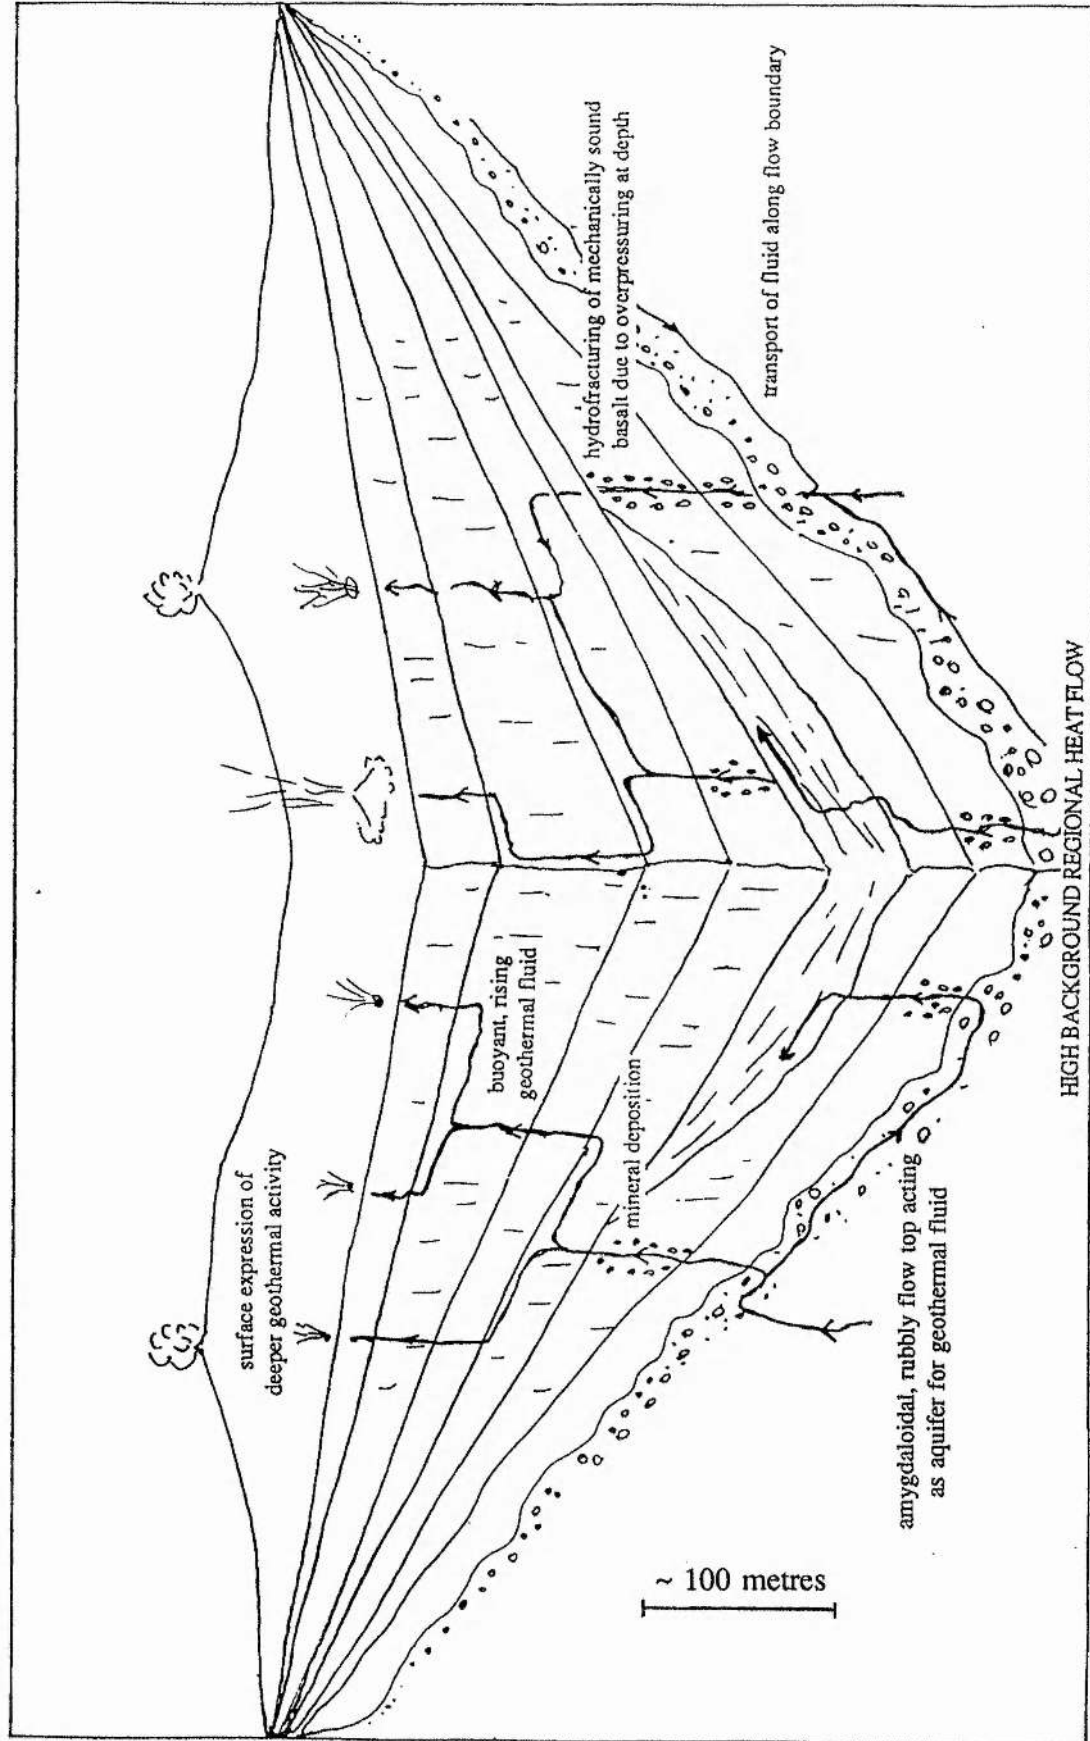 surface expression of
deeper geothermal activity
buoyant, rising
geothermal fluid
mineral deposition
hydrofracturing of mechanically sound
basalt due to overpressuring at depth
transport of fluid along flow boundary
amygdaloidal, rubbly flow top acting
as aquifer for geothermal fluid
~ 100 metres
HIGH BACKGROUND REGIONAL HEAT FLOW